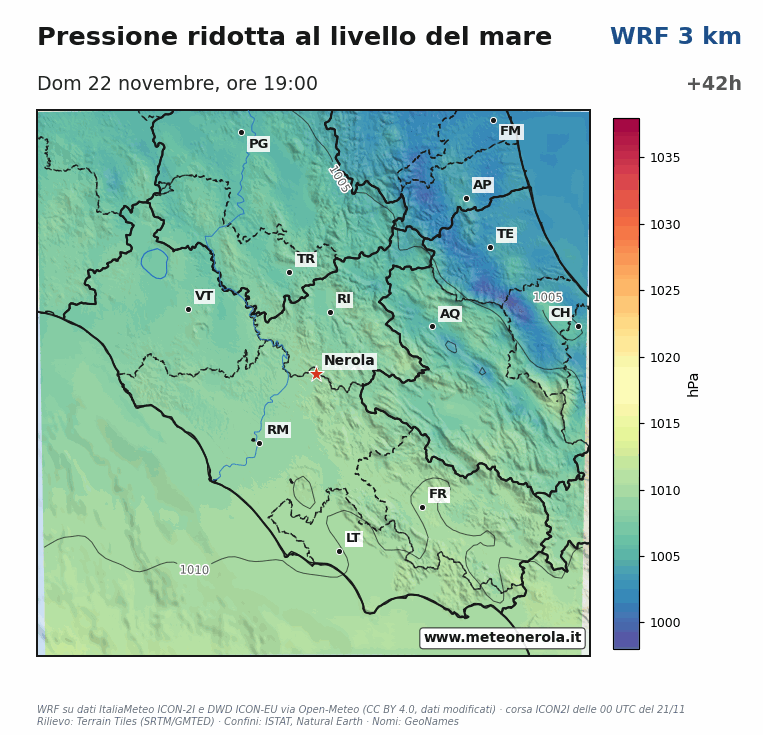 Pressione ridotta al livello del mare
WRF 3 km
Dom 22 novembre, ore 19:00
+42h
FM
PG
1005
AP
TE
TR
VT
RI
1005
CH
AQ
Nerola
RM
FR
LT
1010
www.meteonerola.it
1035
1030
1025
1020
1015
1010
1005
1000
hPa
WRF su dati ItaliaMeteo ICON-2I e DWD ICON-EU via Open-Meteo (CC BY 4.0, dati modificati) · corsa ICON2I delle 00 UTC del 21/11
Rilievo: Terrain Tiles (SRTM/GMTED) · Confini: ISTAT, Natural Earth · Nomi: GeoNames